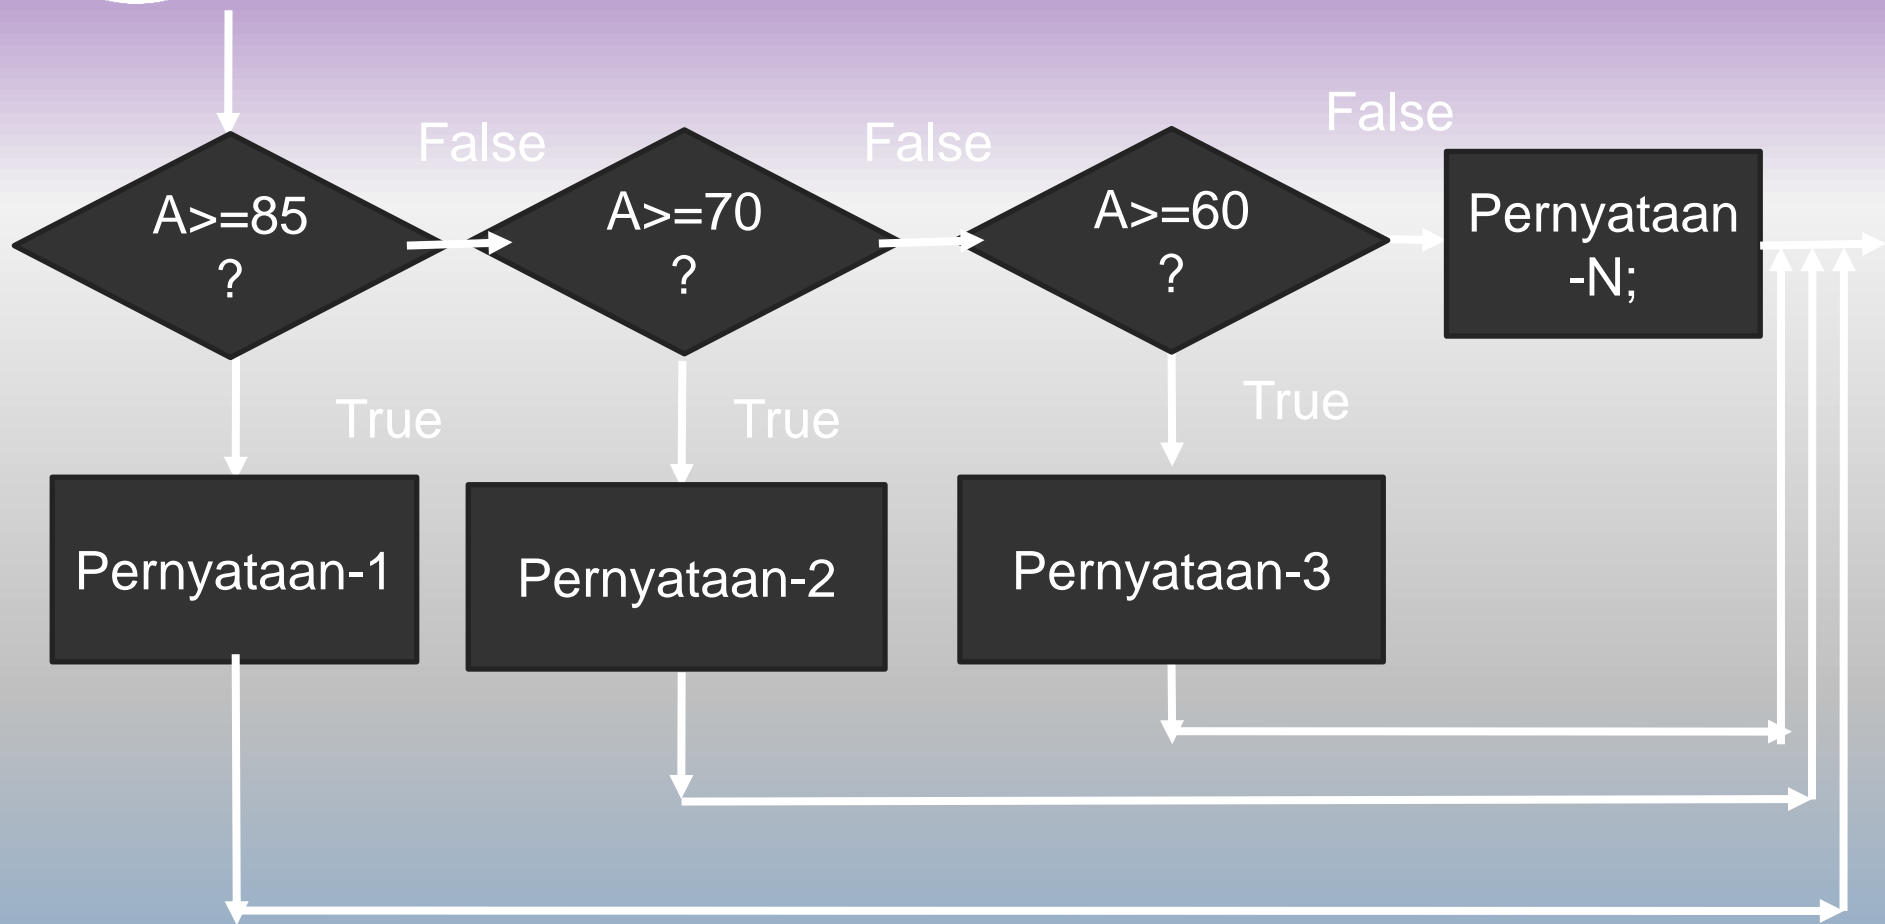 False
False
False
A>=85
?
A>=70
?
A>=60
?
Pernyataan
-N;
True
True
True
Pernyataan-1
Pernyataan-2
Pernyataan-3